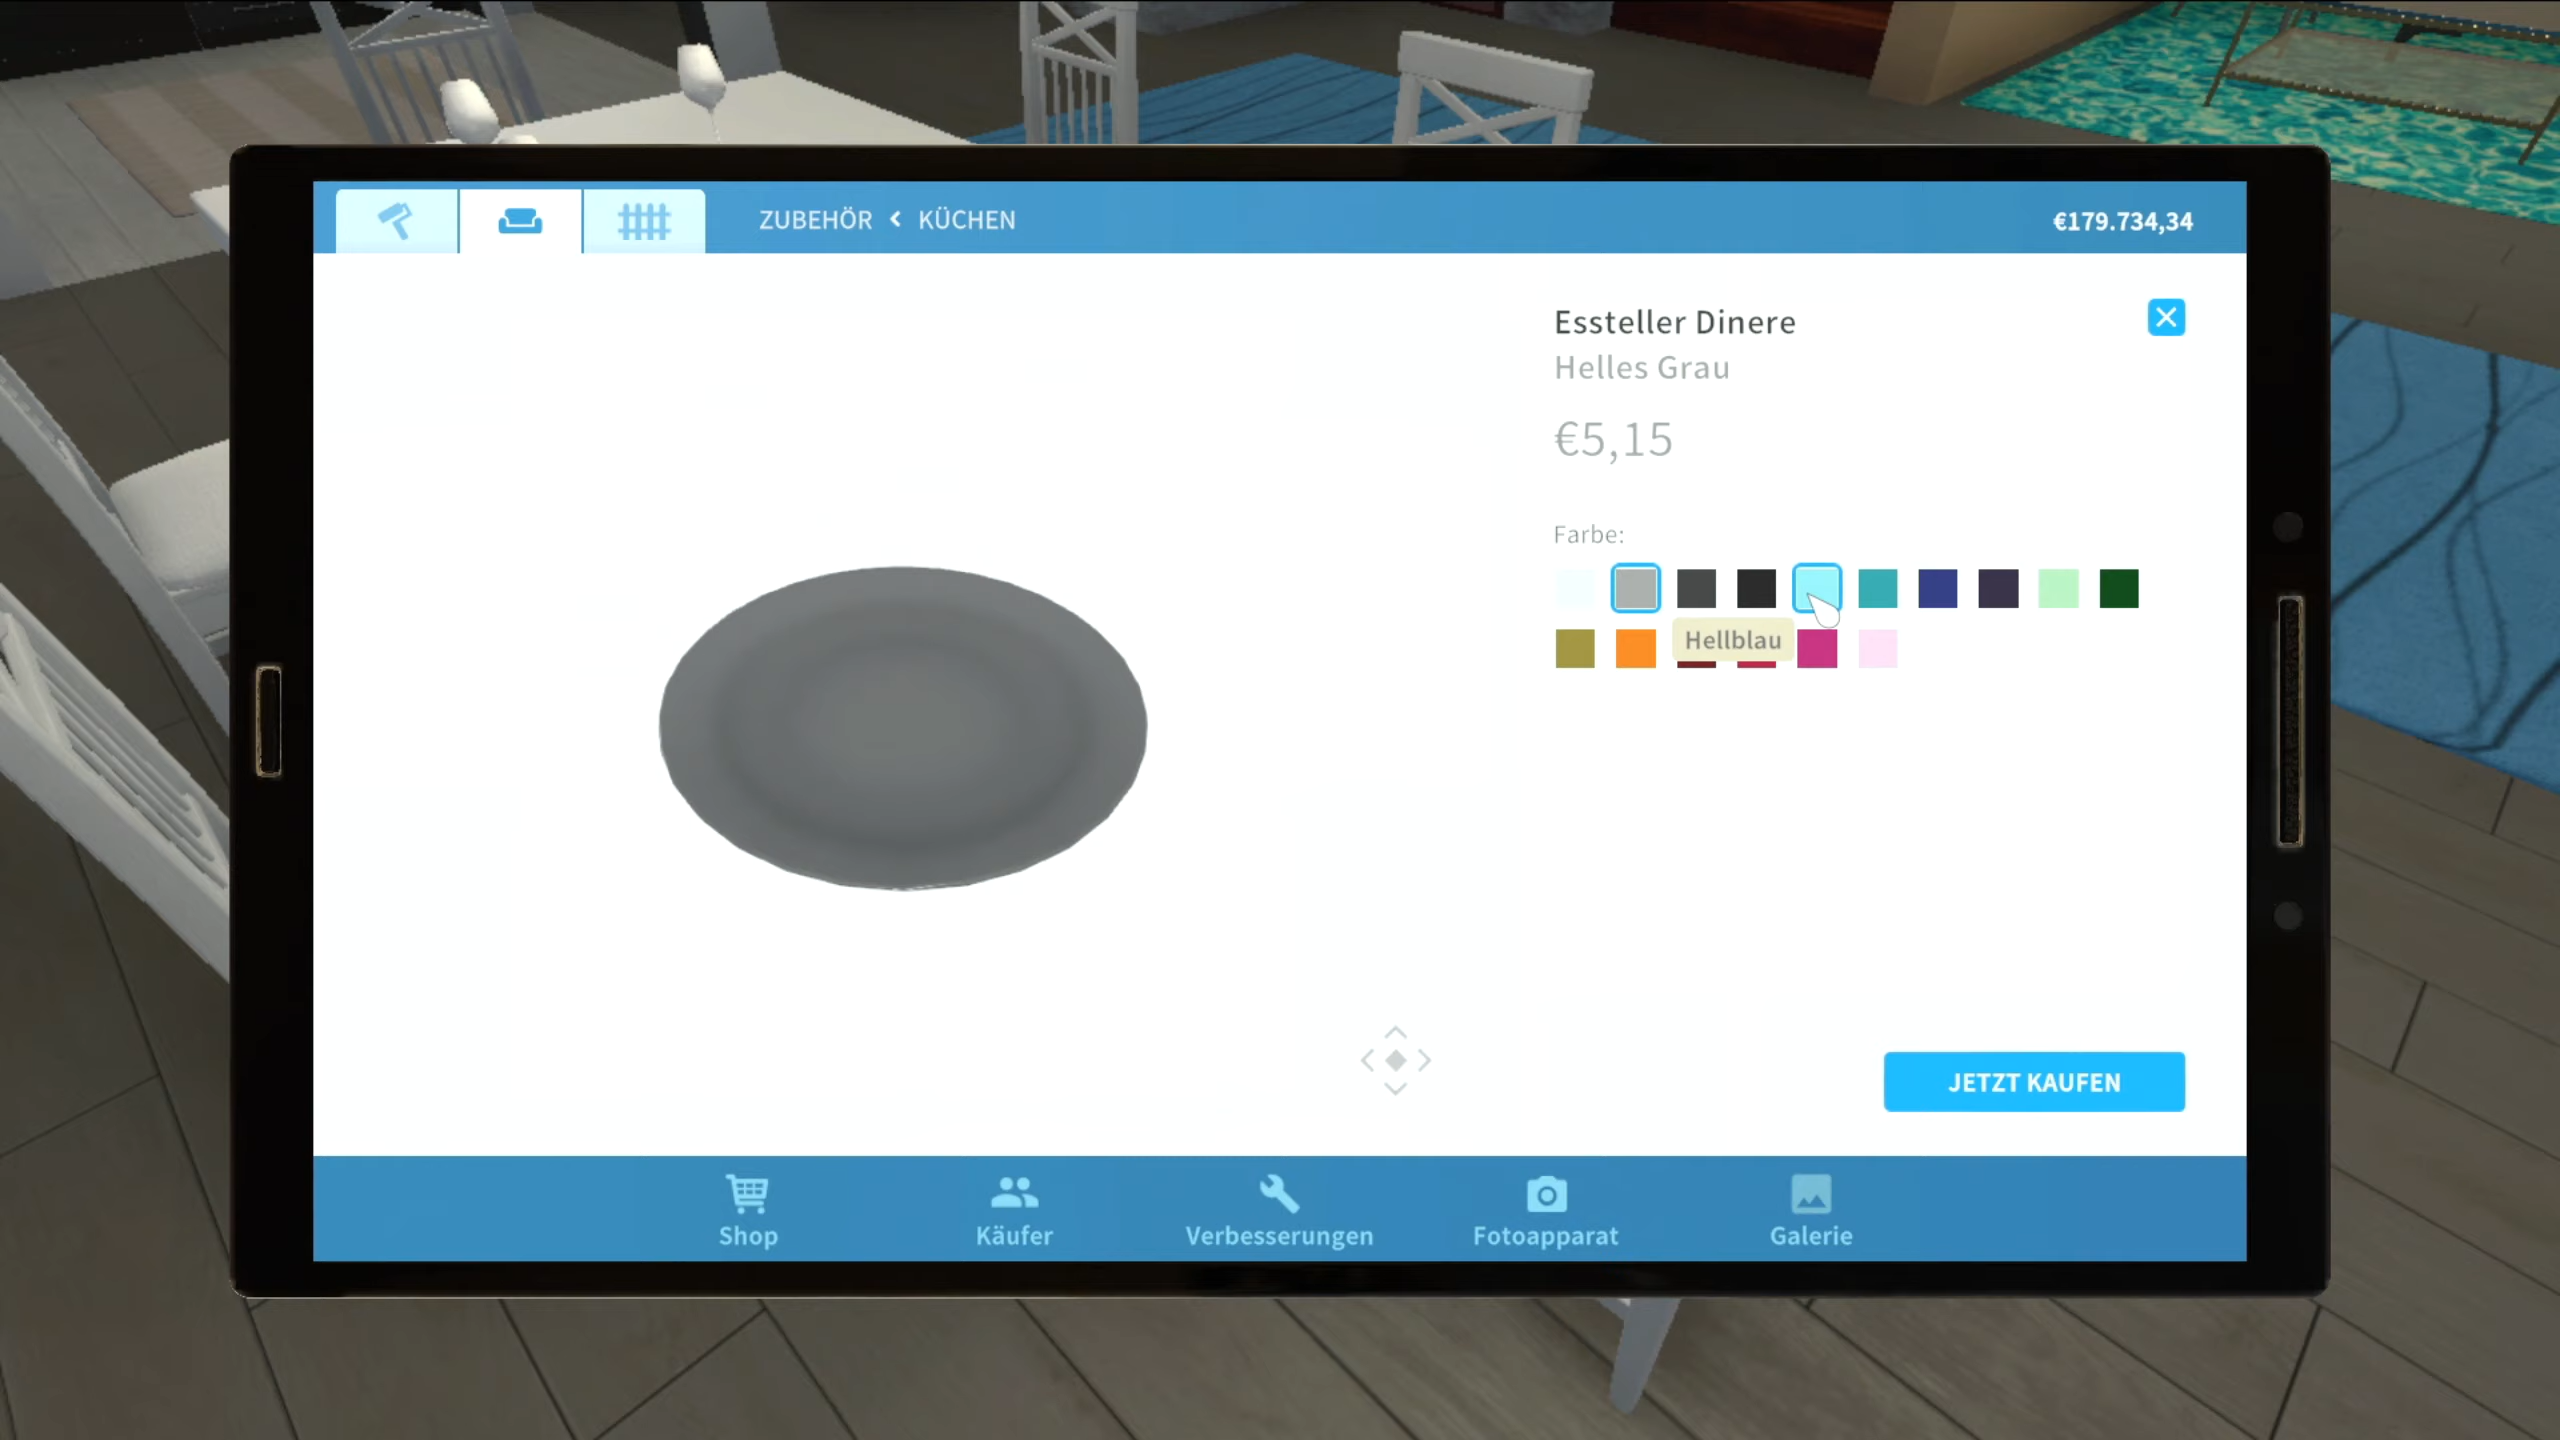 ZUBEHÖR < KÜCHEN
€179.734,34
Essteller Dinere
Helles Grau
€5,15
Farbe:
Hellblau
JETZT KAUFEN
Shop
Käufer
Verbesserungen
Fotoapparat
Galerie